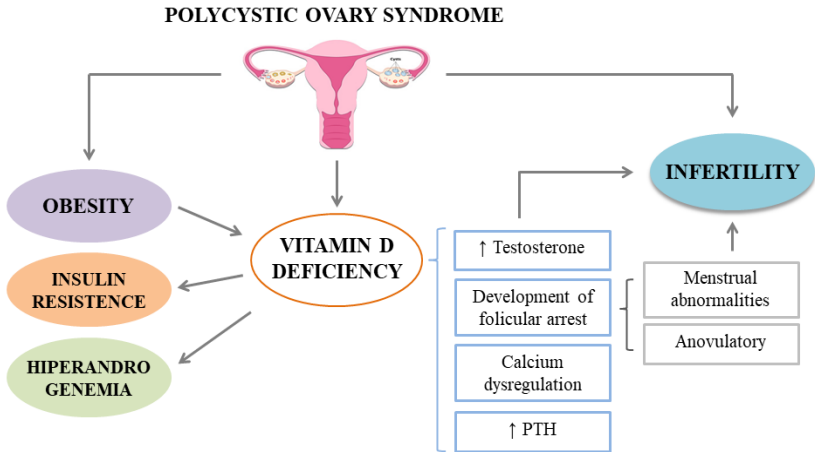 POLYCYSTIC OVARY SYNDROME
Cysts
OBESITY
INSULIN
RESISTENCE
HIPERANDRO
GENEMIA
VITAMIN D
DEFICIENCY
↑ Testosterone
Development of
folicular arrest
Calcium
dysregulation
↑ PTH
INFERTILITY
Menstrual
abnormalities
Anovulatory